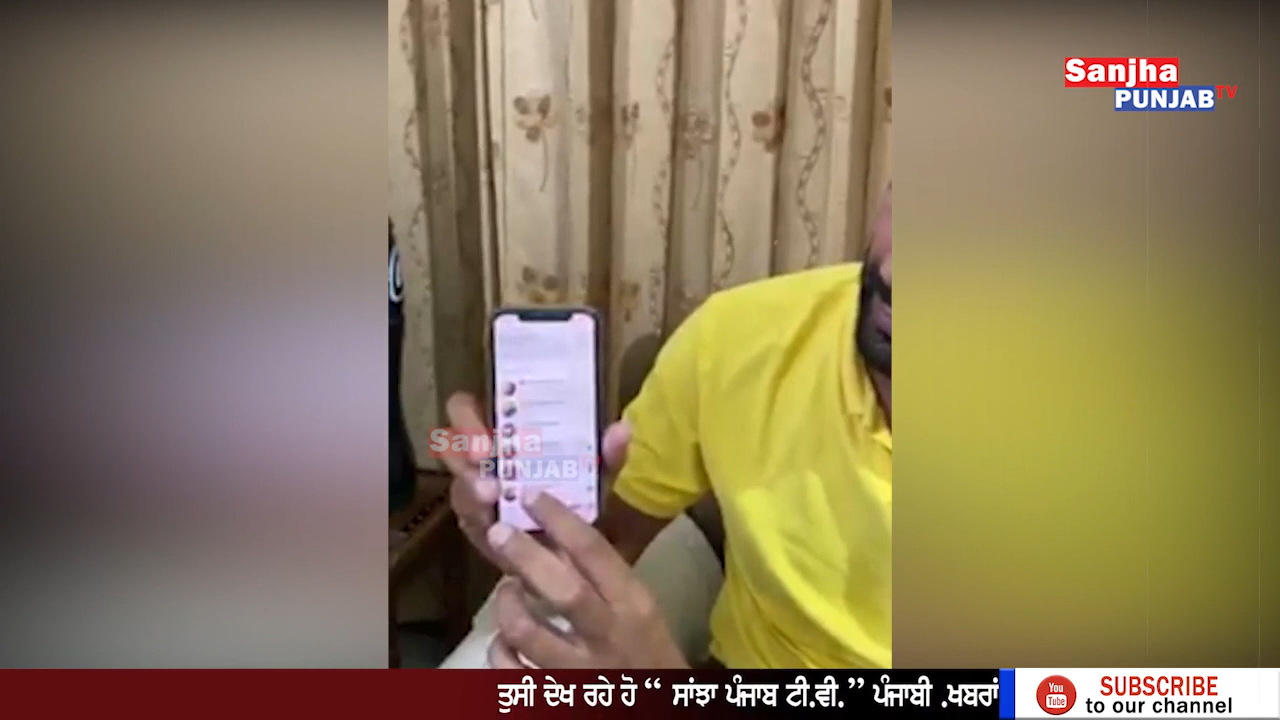 Sanjha
PUNJAB TV
Sanjha
PUNJAB
ਤੁਸੀ ਦੇਖ ਰਹੇ ਹੋ “ ਸਾਂਝਾ ਪੰਜਾਬ ਟੀ.ਵੀ.” ਪੰਜਾਬੀ .ਖਬਰਾਂ
You
Tube
SUBSCRIBE
to our channel